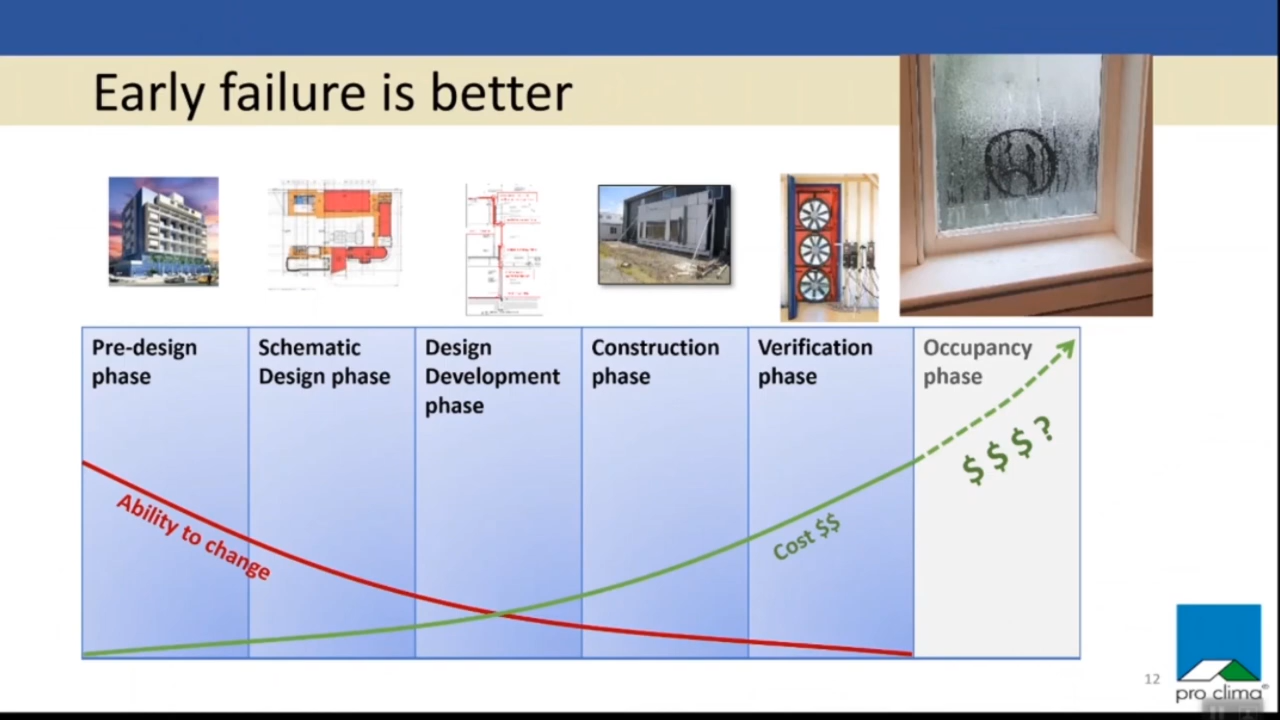 Early failure is better
Pre-design
phase
Schematic
Design phase
Design
Development
phase
Construction
phase
Verification
phase
Occupancy
phase
Ability to change
Cost $$
$$$?
12
pro clima®